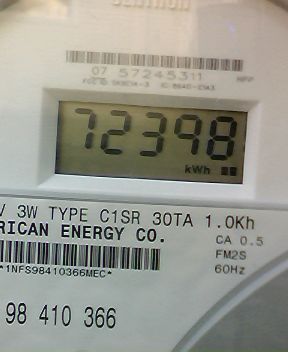 07 57245311
72398
kWh
V 3W TYPE C1SR 30TA 1.0Kh
RICAN ENERGY CO.
CA 0.5
FM2S
60Hz
*1NFS98410366MEC*
98 410 366